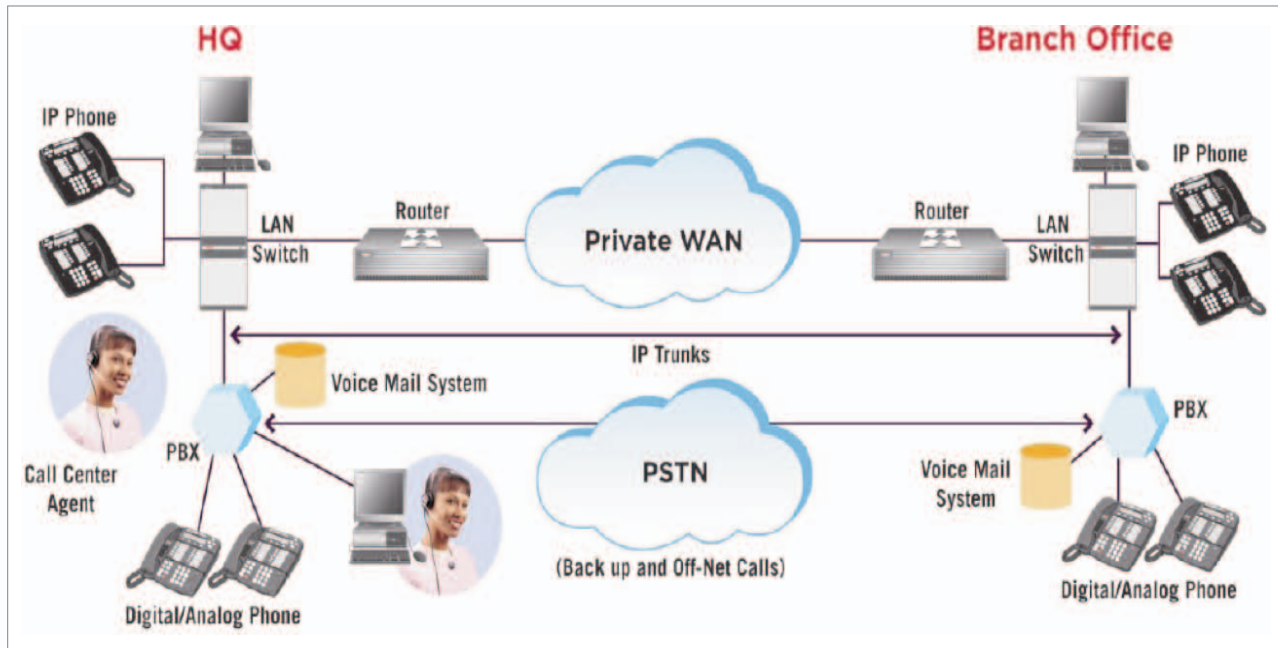 HQ
Branch Office
IP Phone
IP Phone
LAN
Switch
Router
Private WAN
Router
LAN
Switch
IP Trunks
Voice Mail System
PBX
Call Center
Agent
PSTN
PBX
Voice Mail
System
(Back up and Off-Net Calls)
Digital/Analog Phone
Digital/Analog Phone